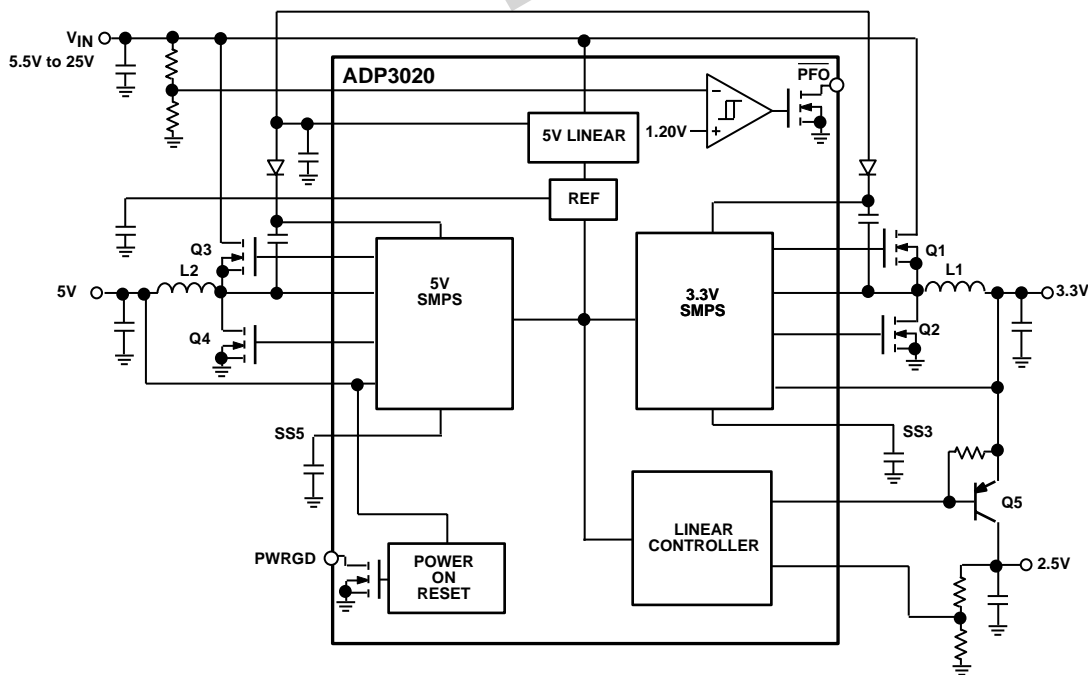 VIN
5.5V to 25V
ADP3020
PFO
−
+
1.20V
5V LINEAR
REF
Q3
L2
5V
Q4
5V
SMPS
3.3V
SMPS
Q1
L1
3.3V
Q2
SS5
SS3
Q5
LINEAR
CONTROLLER
2.5V
PWRGD
POWER
ON
RESET